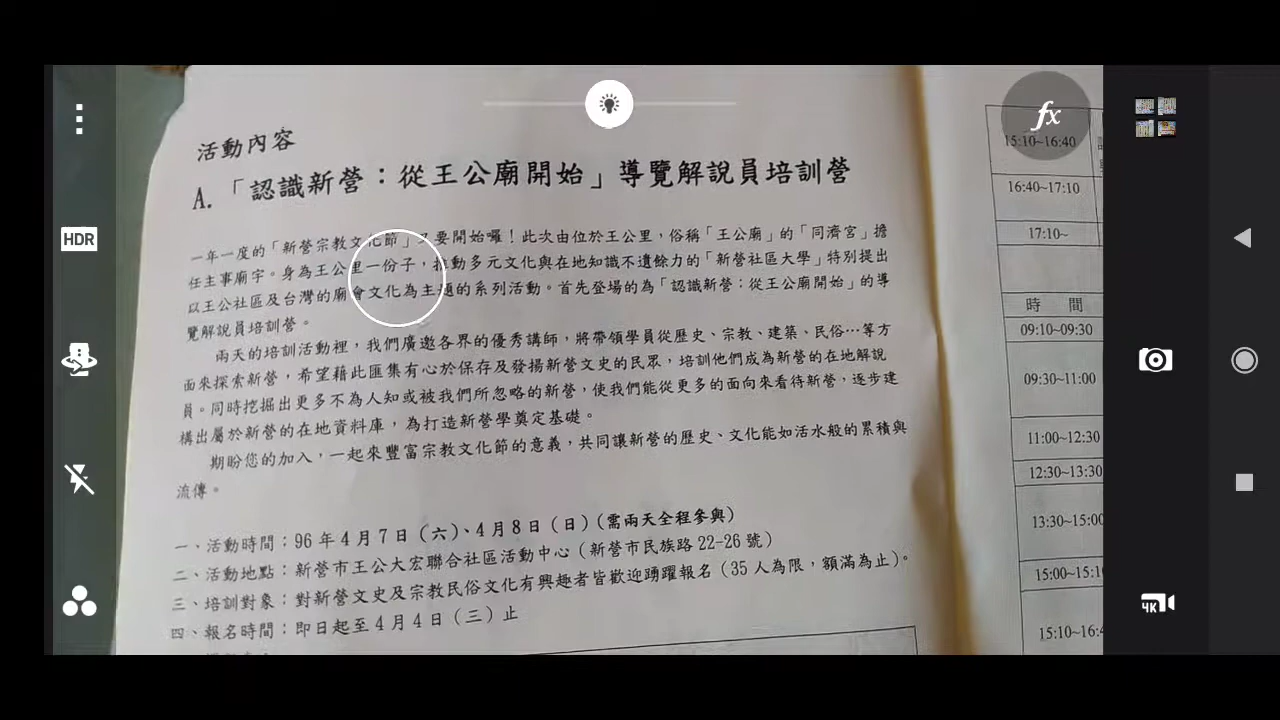 活動內容
A.「認識新營：從王公廟開始」導覽解說員培訓營
一年一度的「新營宗教文化節」又要開始囉！此次由位於王公里，俗稱「王公廟」的「同濟宮」擔
任主事廟宇。身為王公里一份子，推動多元文化與在地知識不遺餘力的「新營社區大學」特別提出
以王公社區及台灣的廟會文化為主題的系列活動。首先登場的為「認識新營：從王公廟開始」的導
覽解說員培訓營。
兩天的培訓活動裡，我們廣邀各界的優秀講師，將帶領學員從歷史、宗教、建築、民俗…等方
面來探索新營，希望藉此匯集有心於保存及發揚新營文史的民眾，培訓他們成為新營的在地解說
員。同時挖掘出更多不為人知或被我們所忽略的新營，使我們能從更多的面向來看待新營，逐步建
構出屬於新營的在地資料庫，為打造新營學奠定基礎。
期盼您的加入，一起來豐富宗教文化節的意義，共同讓新營的歷史、文化能如活水般的累積與
流傳。
一、活動時間：96年4月7日（六）、4月8日（日）（需兩天全程參與）
二、活動地點：新營市王公大宏聯合社區活動中心（新營市民族路22-26號）
三、培訓對象：對新營文史及宗教民俗文化有興趣者皆歡迎踴躍報名（35人為限，額滿為止）。
四、報名時間：即日起至4月4日（三）止
15:10~16:40
16:40~17:10
17:10~
時 間
09:10~09:30
09:30~11:00
11:00~12:30
12:30~13:30
13:30~15:00
15:00~15:1
15:10~16:4
fx
HDR
4K